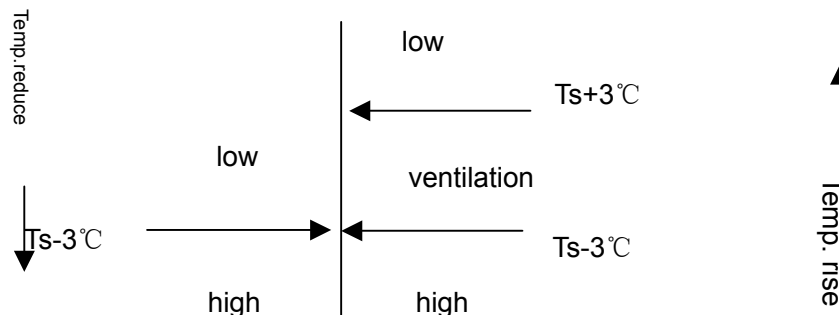 Temp.reduce
low
Ts+3℃
low
ventilation
Ts-3℃
Ts-3℃
high
high
Temp. rise